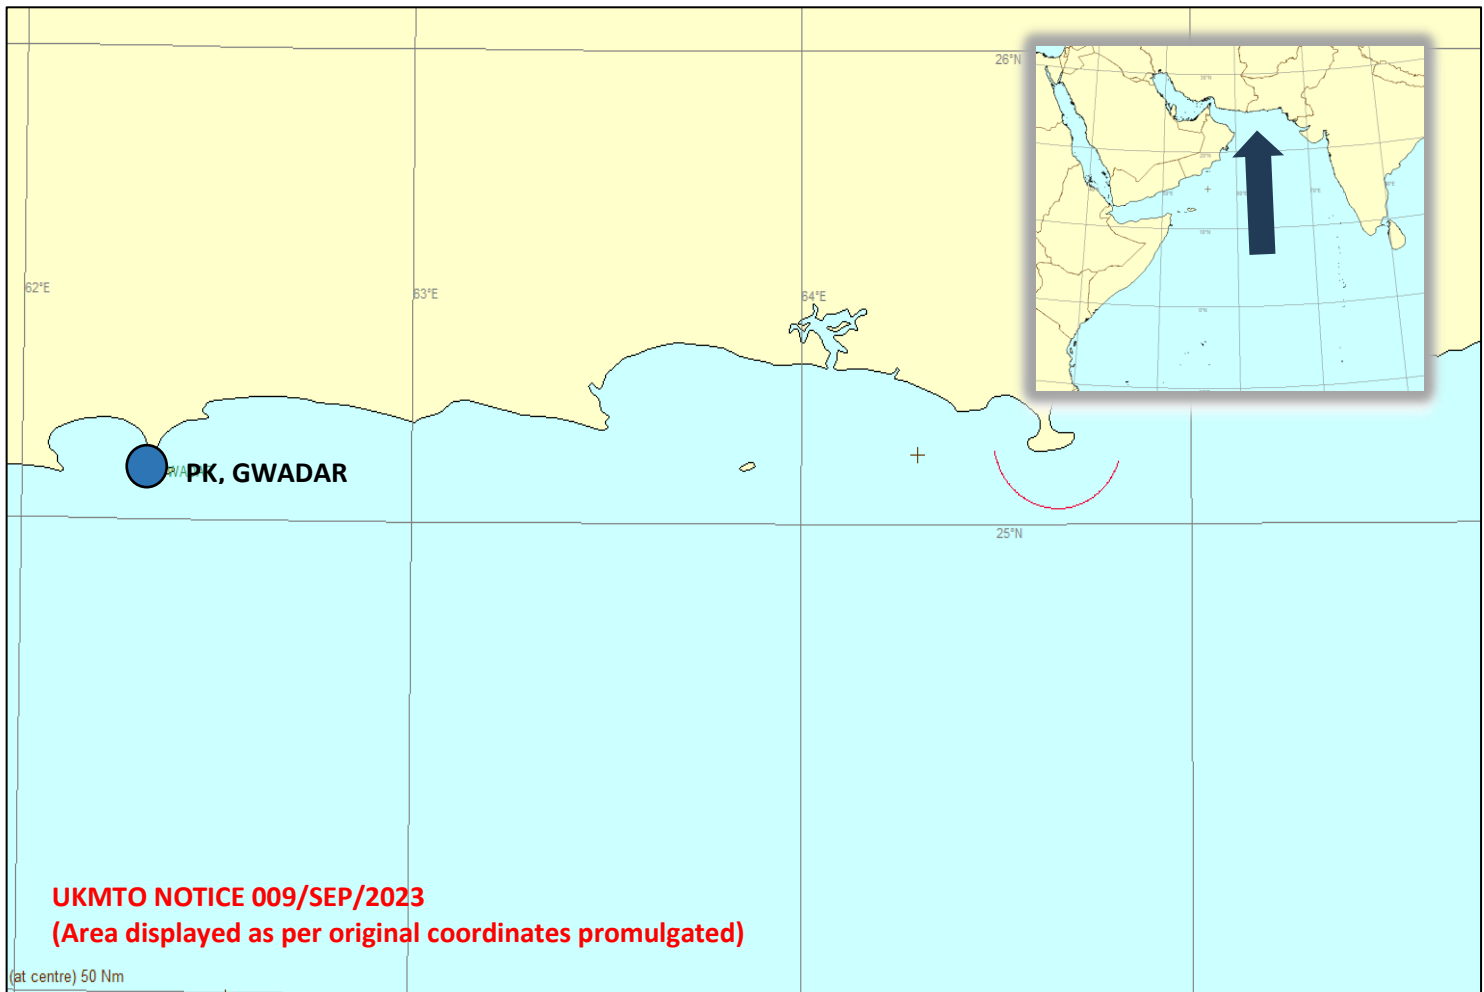 26°N
62°E
63°E
64°E
PK, GWADAR
25°N
UKMTO NOTICE 009/SEP/2023
(Area displayed as per original coordinates promulgated)
(at centre) 50 Nm